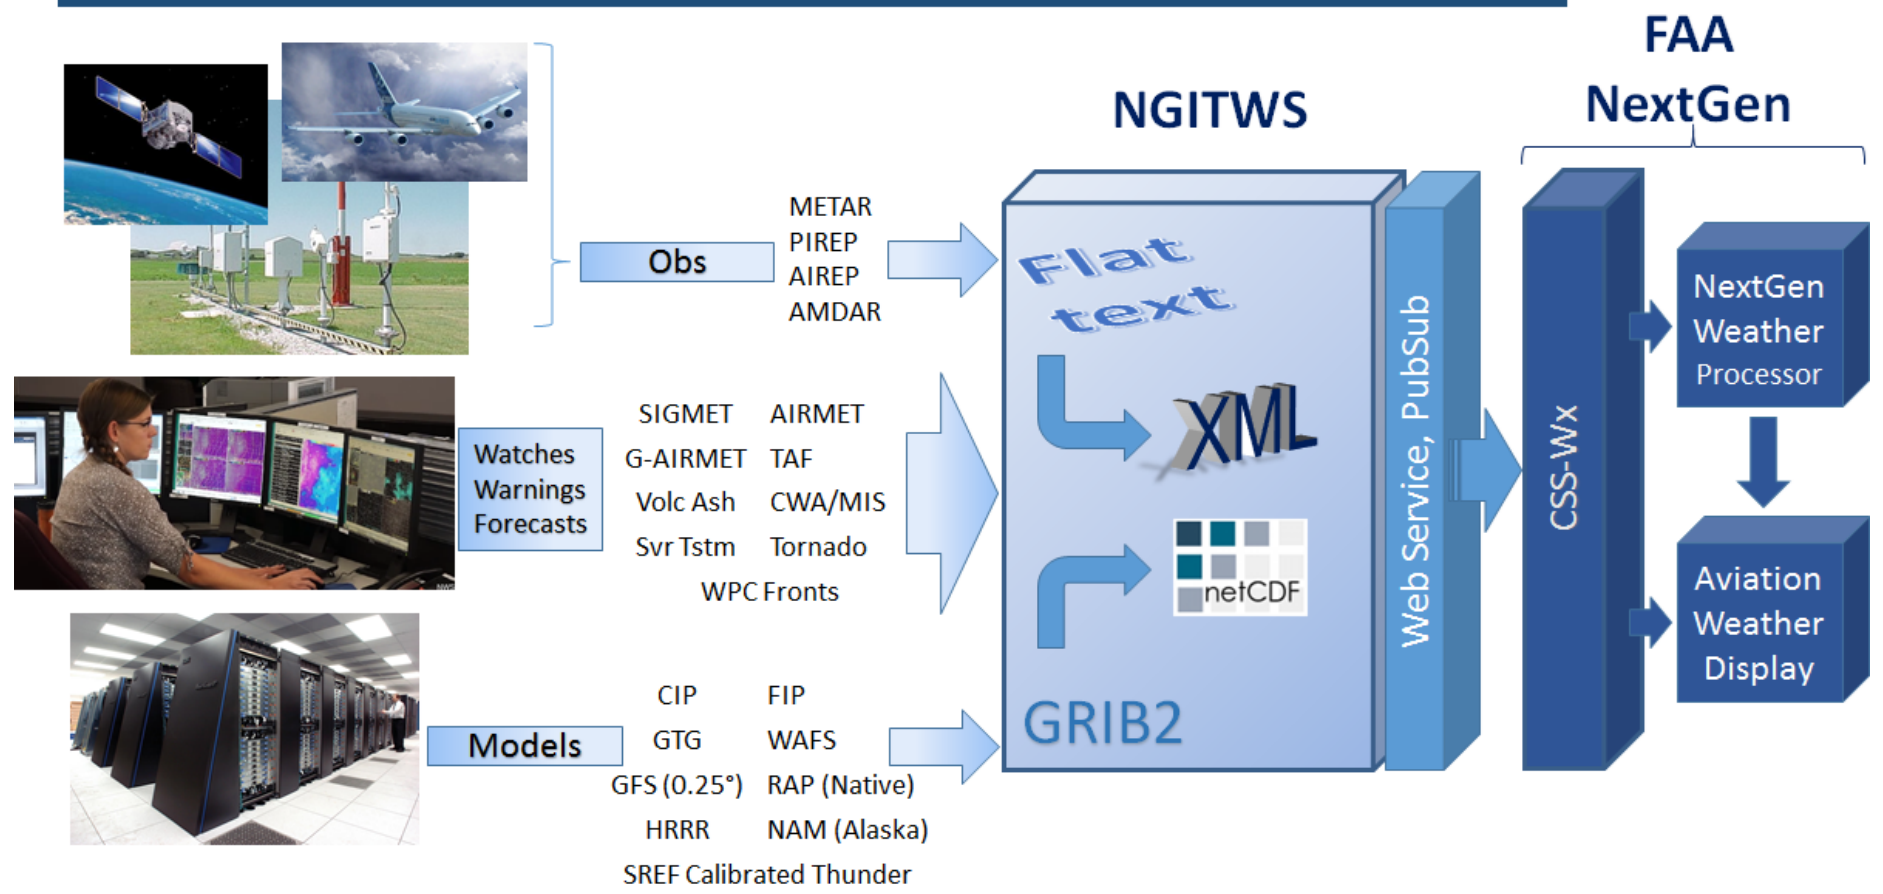 FAA
NextGen
NGITWS
Obs
METAR
PIREP
AIREP
AMDAR
Flat
text
XML
netCDF
GRIB2
Web Service, PubSub
CSS-Wx
NextGen
Weather
Processor
Aviation
Weather
Display
Watches
Warnings
Forecasts
SIGMET AIRMET
G-AIRMET TAF
Volc Ash CWA/MIS
Svr Tstm Tornado
WPC Fronts
NWS
Models
CIP FIP
GTG WAFS
GFS (0.25°) RAP (Native)
HRRR NAM (Alaska)
SREF Calibrated Thunder